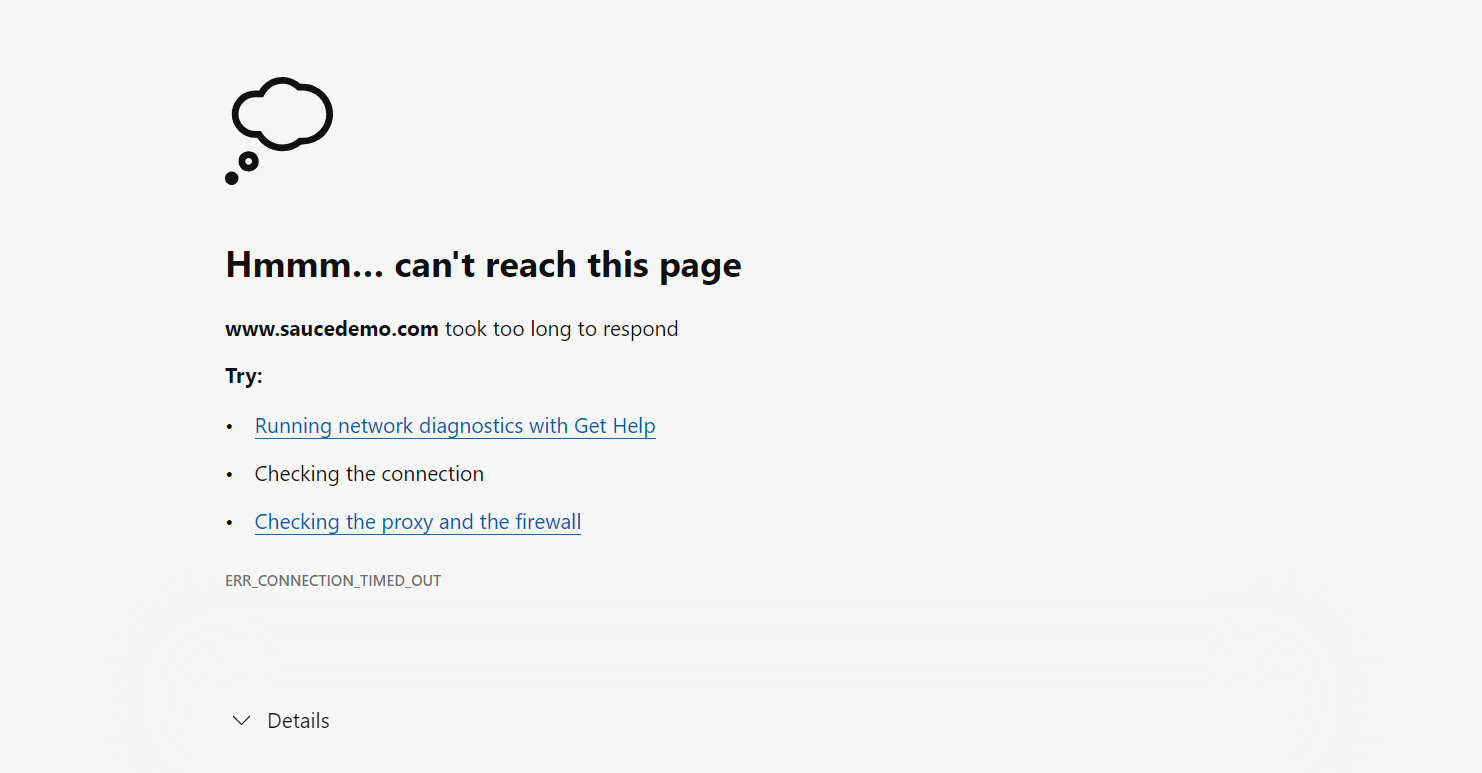 Hmmm… can't reach this page
www.saucedemo.com took too long to respond
Try:
• Running network diagnostics with Get Help
• Checking the connection
• Checking the proxy and the firewall
ERR_CONNECTION_TIMED_OUT
Details